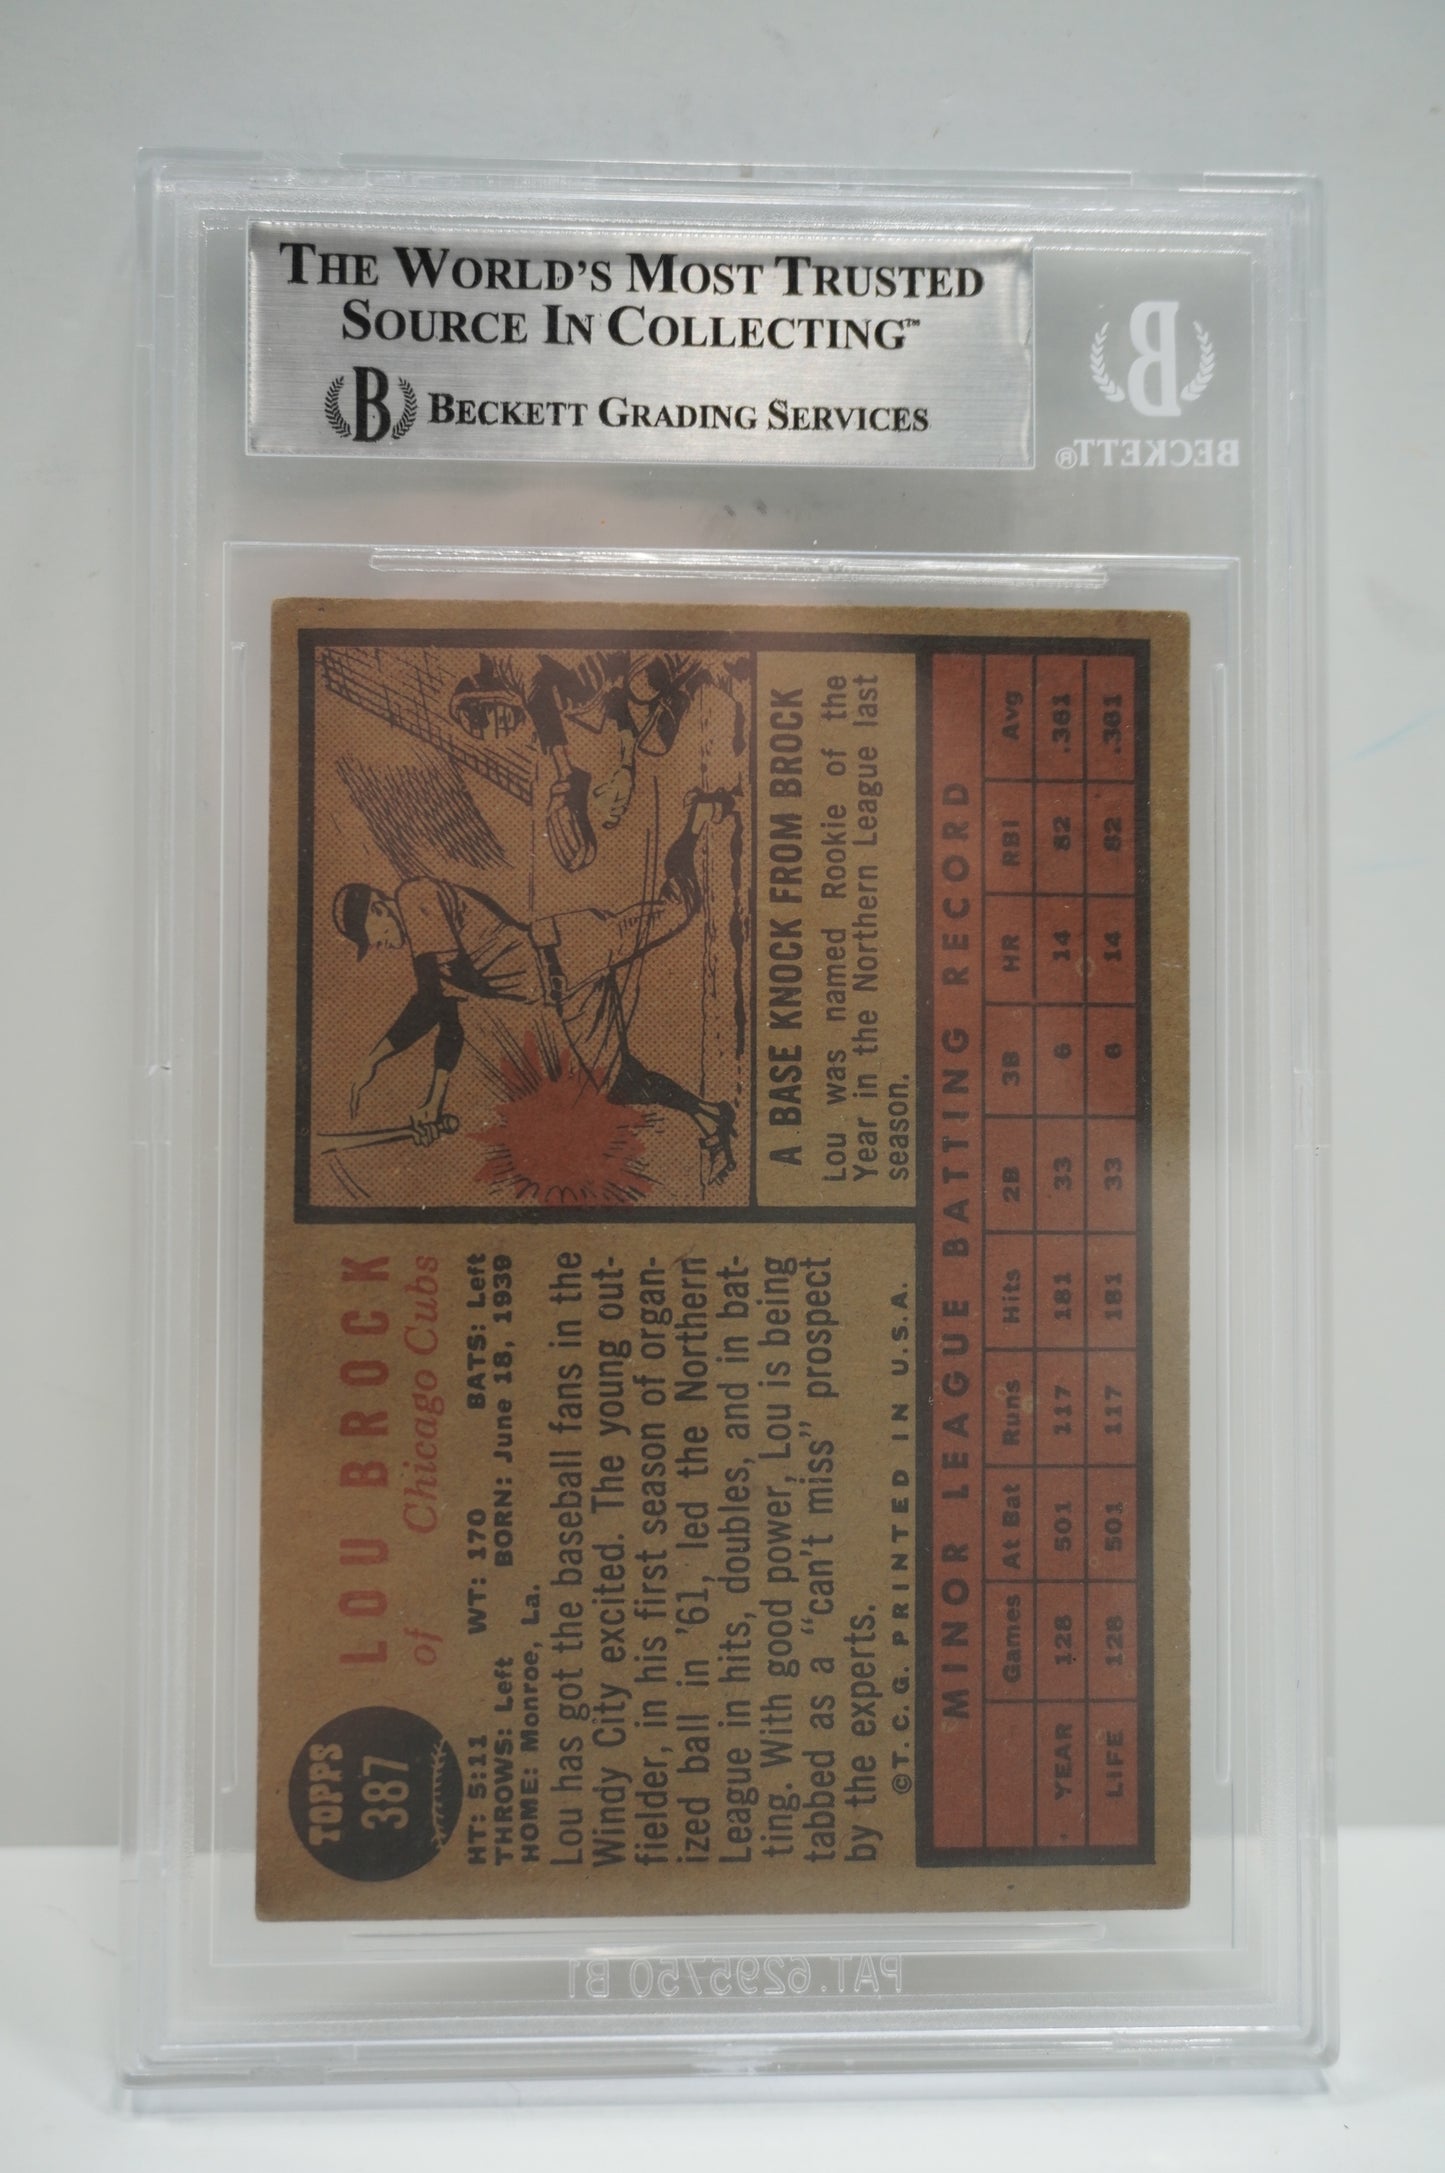 THE WORLD'S MOST TRUSTED
SOURCE IN COLLECTING™
B BECKETT GRADING SERVICES
B
BECKETT®
TOPPS
387
LOU BROCK
of Chicago Cubs
HT: 5:11 WT: 170 BATS: Left
THROWS: Left BORN: June 18, 1939
HOME: Monroe, La.
Lou has got the baseball fans in the
Windy City excited. The young out-
fielder, in his first season of organ-
ized ball in '61, led the Northern
League in hits, doubles, and in bat-
ting. With good power, Lou is being
tabbed as a "can't miss" prospect
by the experts.
©T. C. G. PRINTED IN U.S.A.
A BASE KNOCK FROM BROCK
Lou was named Rookie of the
Year in the Northern League last
season.
MINOR LEAGUE BATTING RECORD
Games At Bat Runs Hits 2B 3B HR RBI Avg
YEAR 128 501 117 181 33 6 14 82 .361
LIFE 128 501 117 181 33 6 14 82 .361
PAT. 6295750 B1